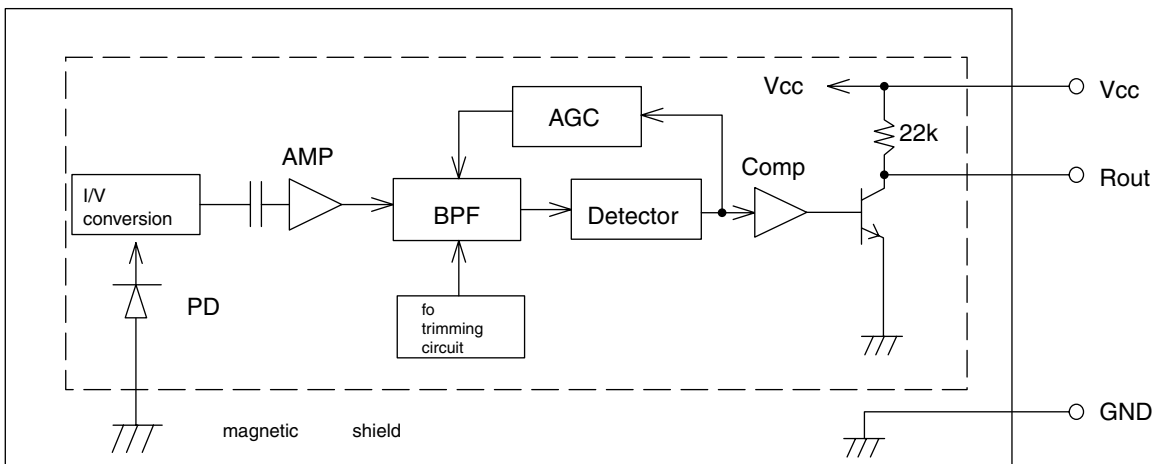 Vcc
Vcc
AGC
22k
AMP
Comp
Rout
I/V
conversion
BPF
Detector
PD
fo
trimming
circuit
GND
magnetic shield